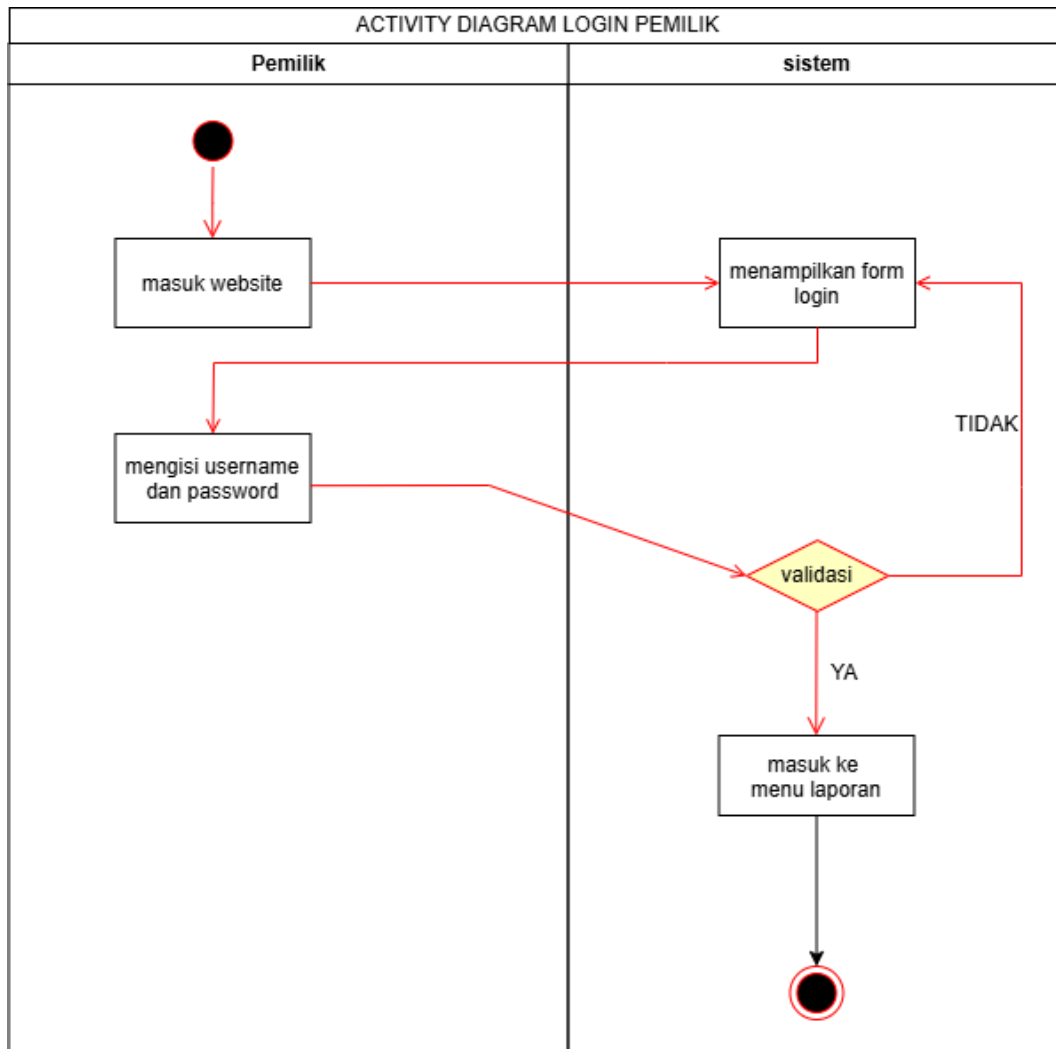 ACTIVITY DIAGRAM LOGIN PEMILIK
Pemilik
sistem
masuk website
menampilkan form
login
TIDAK
mengisi username
dan password
validasi
YA
masuk ke
menu laporan